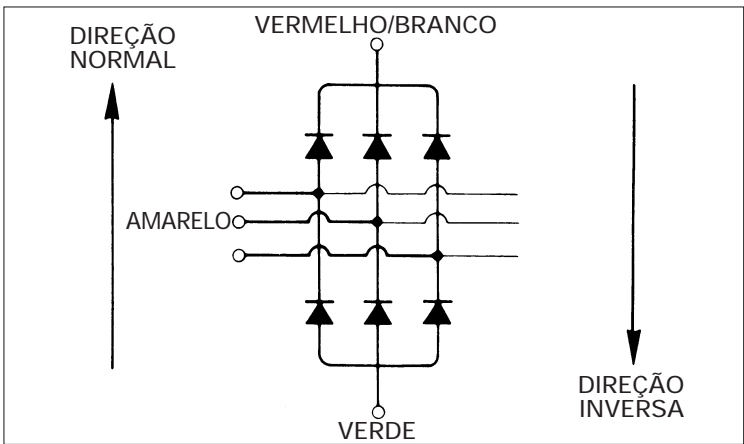 DIREÇÃO
NORMAL
VERMELHO/BRANCO
AMARELO
VERDE
DIREÇÃO
INVERSA